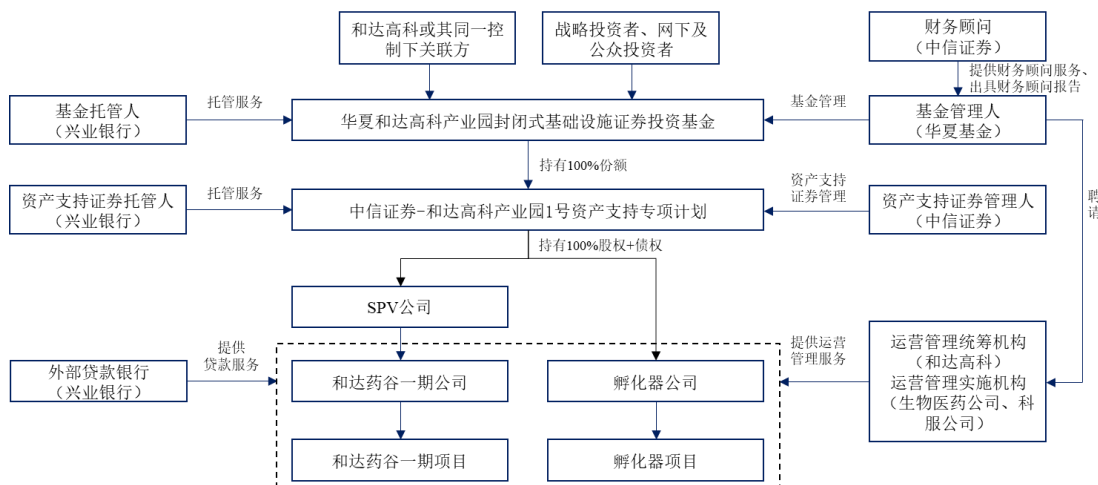 和达高科或其同一控
制下关联方
战略投资者、网下及
公众投资者
财务顾问
（中信证券）
提供财务顾问服务、
出具财务顾问报告
基金托管人
（兴业银行）
托管服务
华夏和达高科产业园封闭式基础设施证券投资基金
基金管理
基金管理人
（华夏基金）
持有100%份额
资产支持证券托管人
（兴业银行）
托管服务
中信证券-和达高科产业园1号资产支持专项计划
资产支持
证券管理
资产支持证券管理人
（中信证券）
聘
请
持有100%股权+债权
SPV公司
外部贷款银行
（兴业银行）
提供
贷款服务
和达药谷一期公司
孵化器公司
提供运营
管理服务
运营管理统筹机构
（和达高科）
运营管理实施机构
（生物医药公司、科
服公司）
和达药谷一期项目
孵化器项目